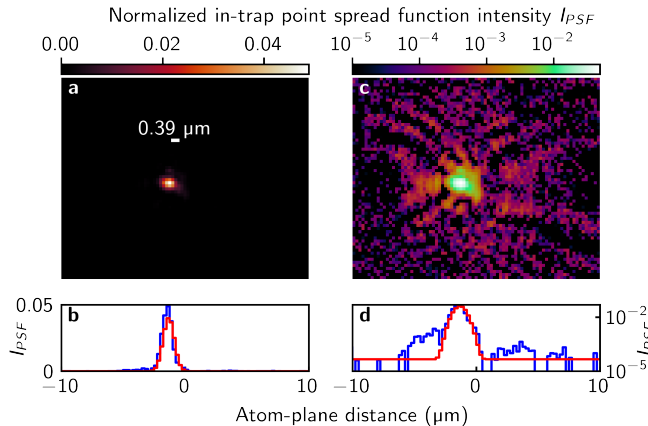 Normalized in-trap point spread function intensity I_PSF
0.00 0.02 0.04 10⁻⁵ 10⁻⁴ 10⁻³ 10⁻²
a c
0.39 μm
0.05 b d 10⁻²
I_PSF I_PSF
0 10⁻⁵
−10 0 10 −10 0 10
Atom-plane distance (μm)